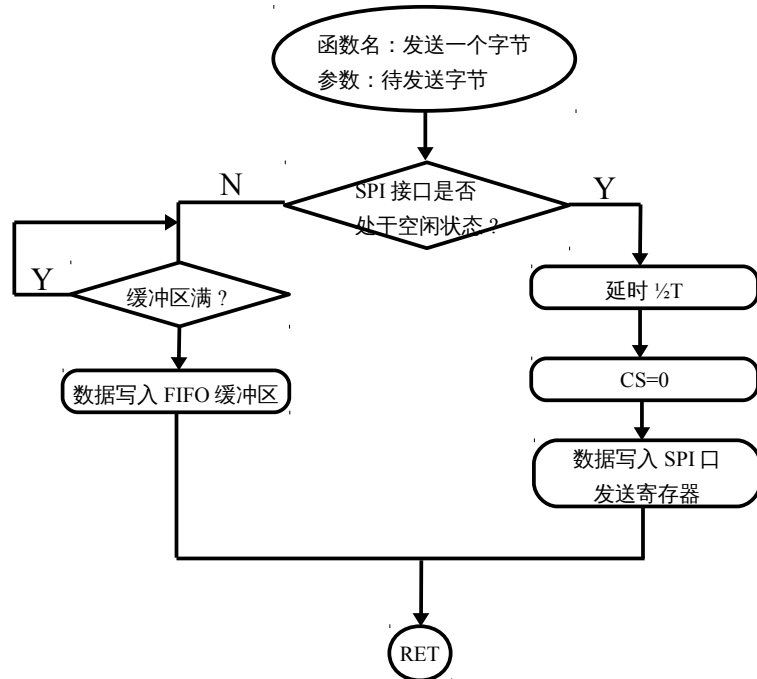 函数名：发送一个字节
参数：待发送字节
N
SPI 接口是否
处于空闲状态？
Y
Y
缓冲区满？
延时 ½T
数据写入 FIFO 缓冲区
CS=0
数据写入 SPI 口
发送寄存器
RET